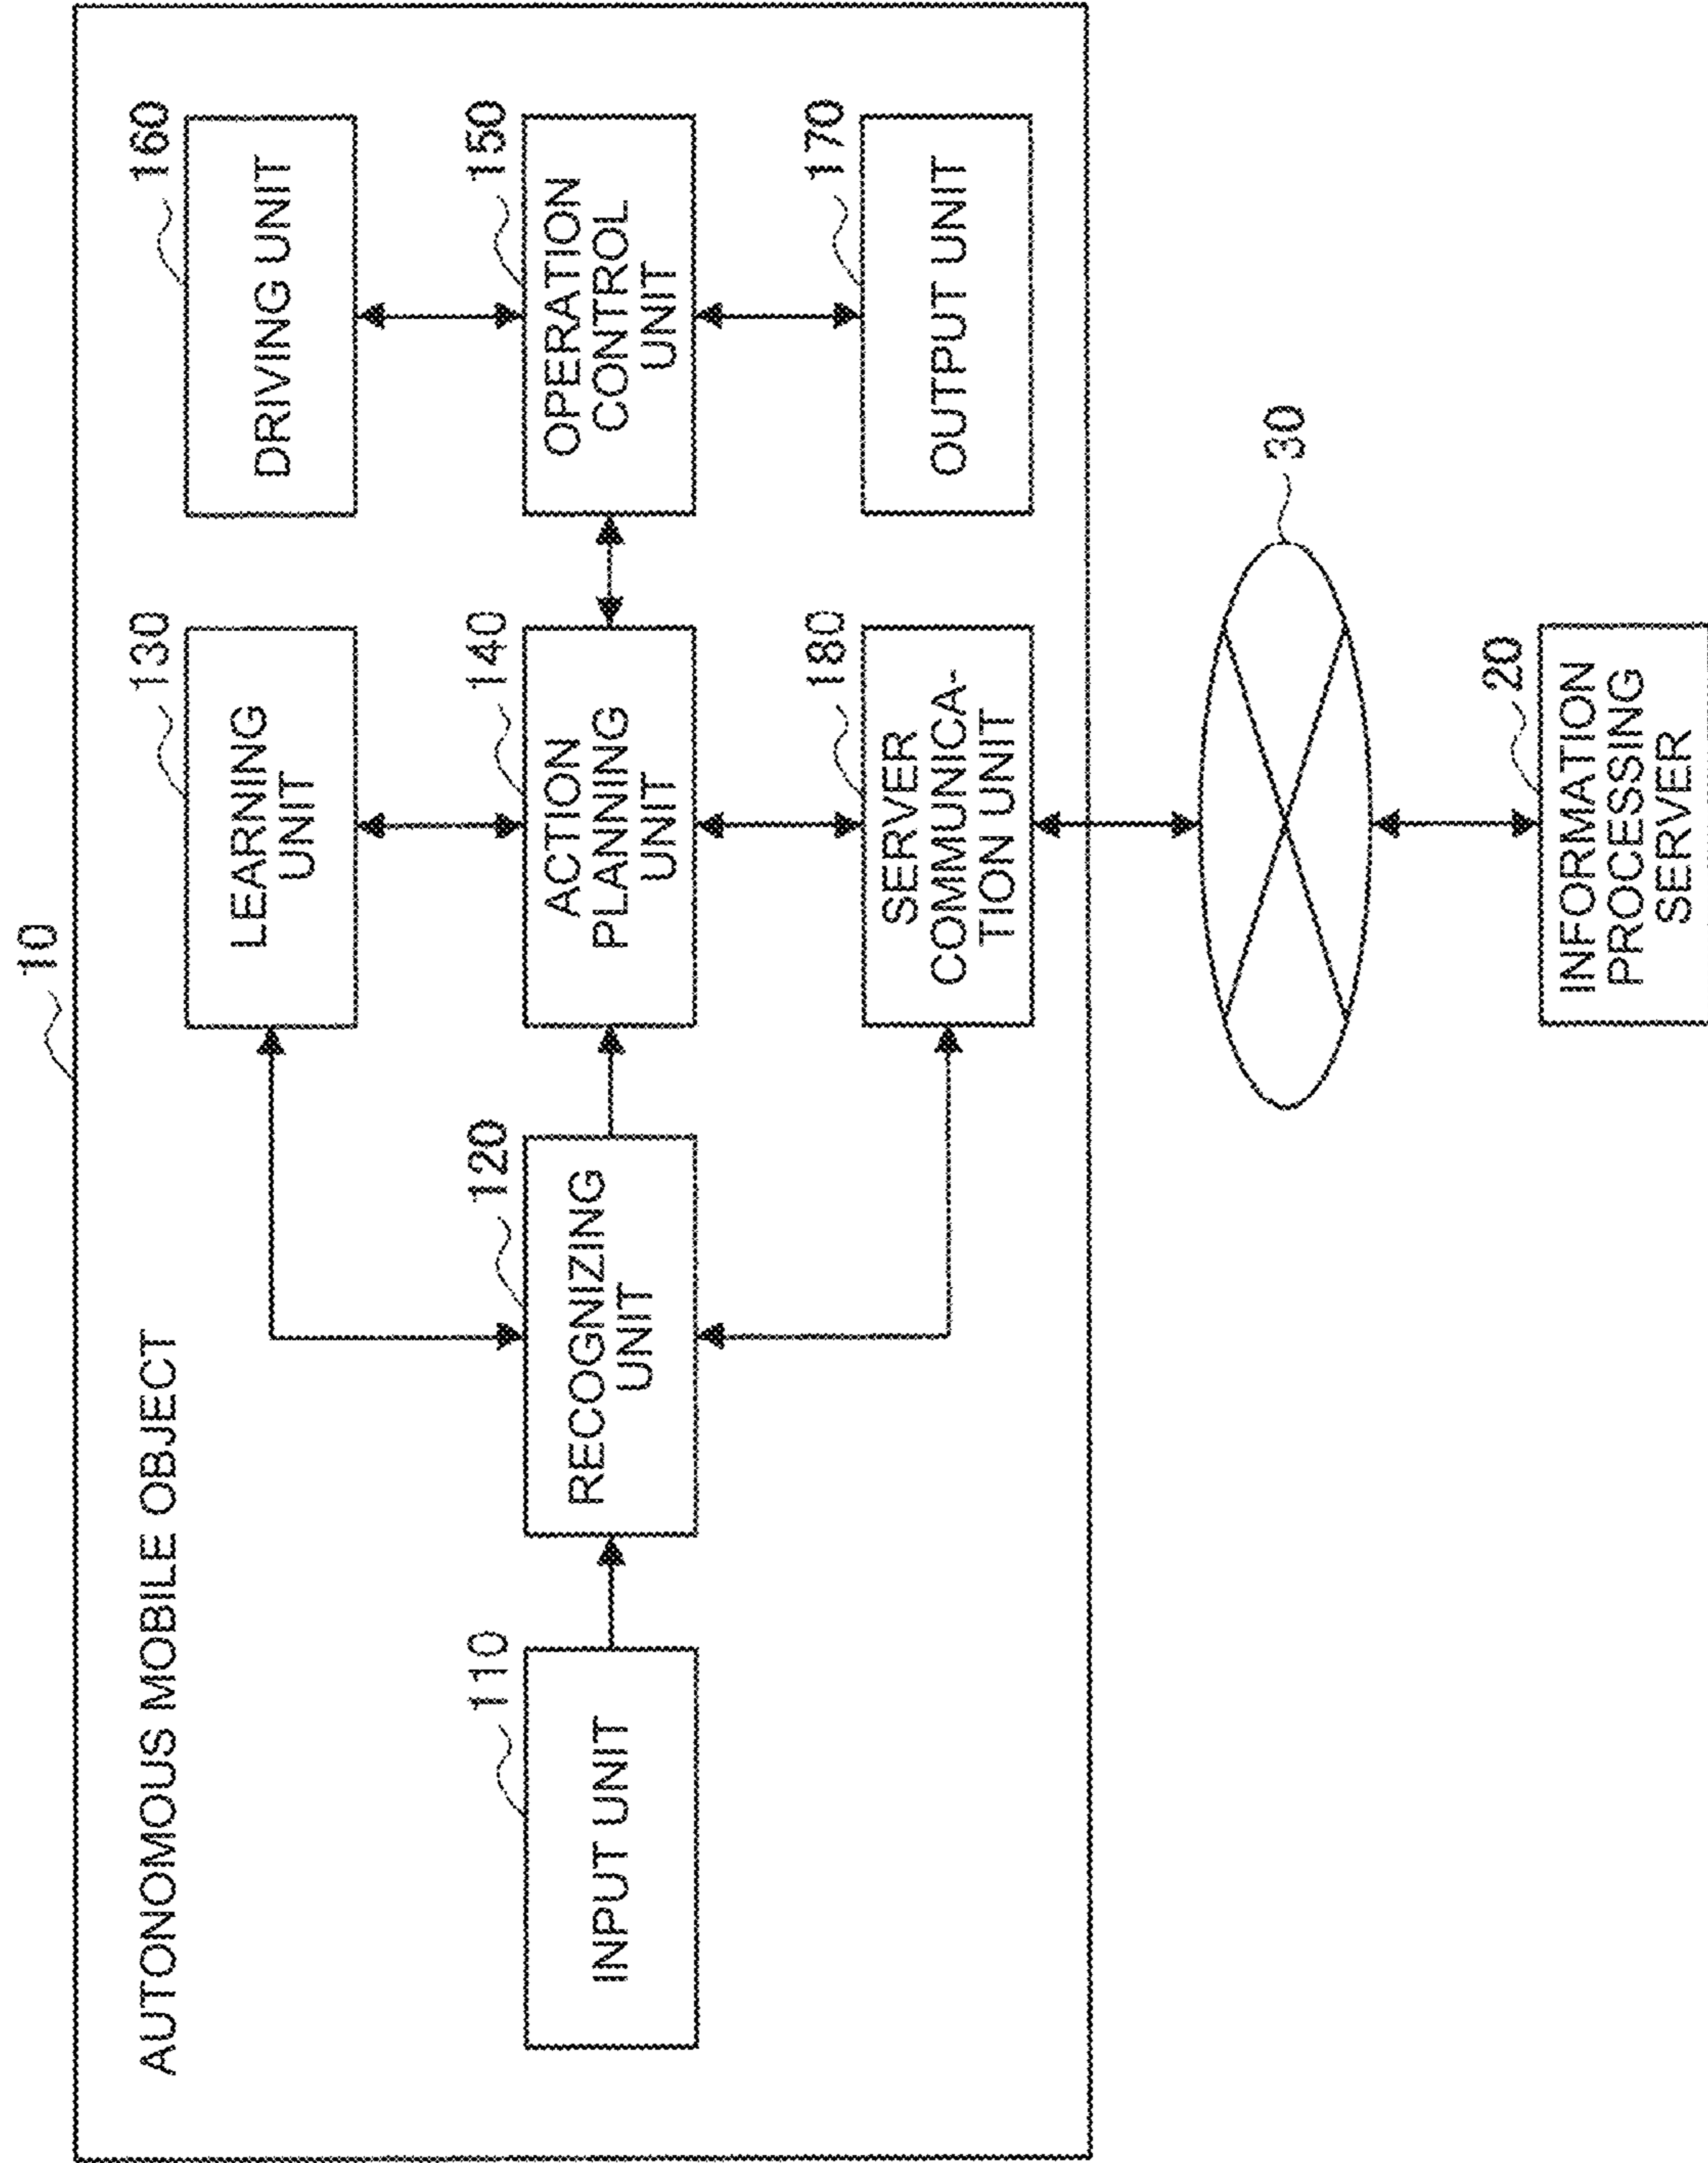 10
AUTONOMOUS MOBILE OBJECT
130
LEARNING
UNIT
160
DRIVING UNIT
110
INPUT UNIT
120
RECOGNIZING
UNIT
140
ACTION
PLANNING
UNIT
150
OPERATION
CONTROL
UNIT
180
SERVER
COMMUNICA-
TION UNIT
170
OUTPUT UNIT
30
20
INFORMATION
PROCESSING
SERVER